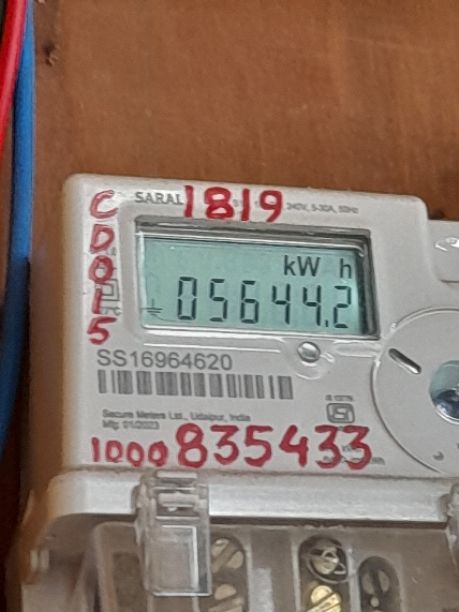 SARAL 1819 240V, 5-30A, 50Hz
CD015
kW h
05644.2
SS16964620
Secure Meters Ltd., Udaipur, India
Mfg. 01/2023
1000835433